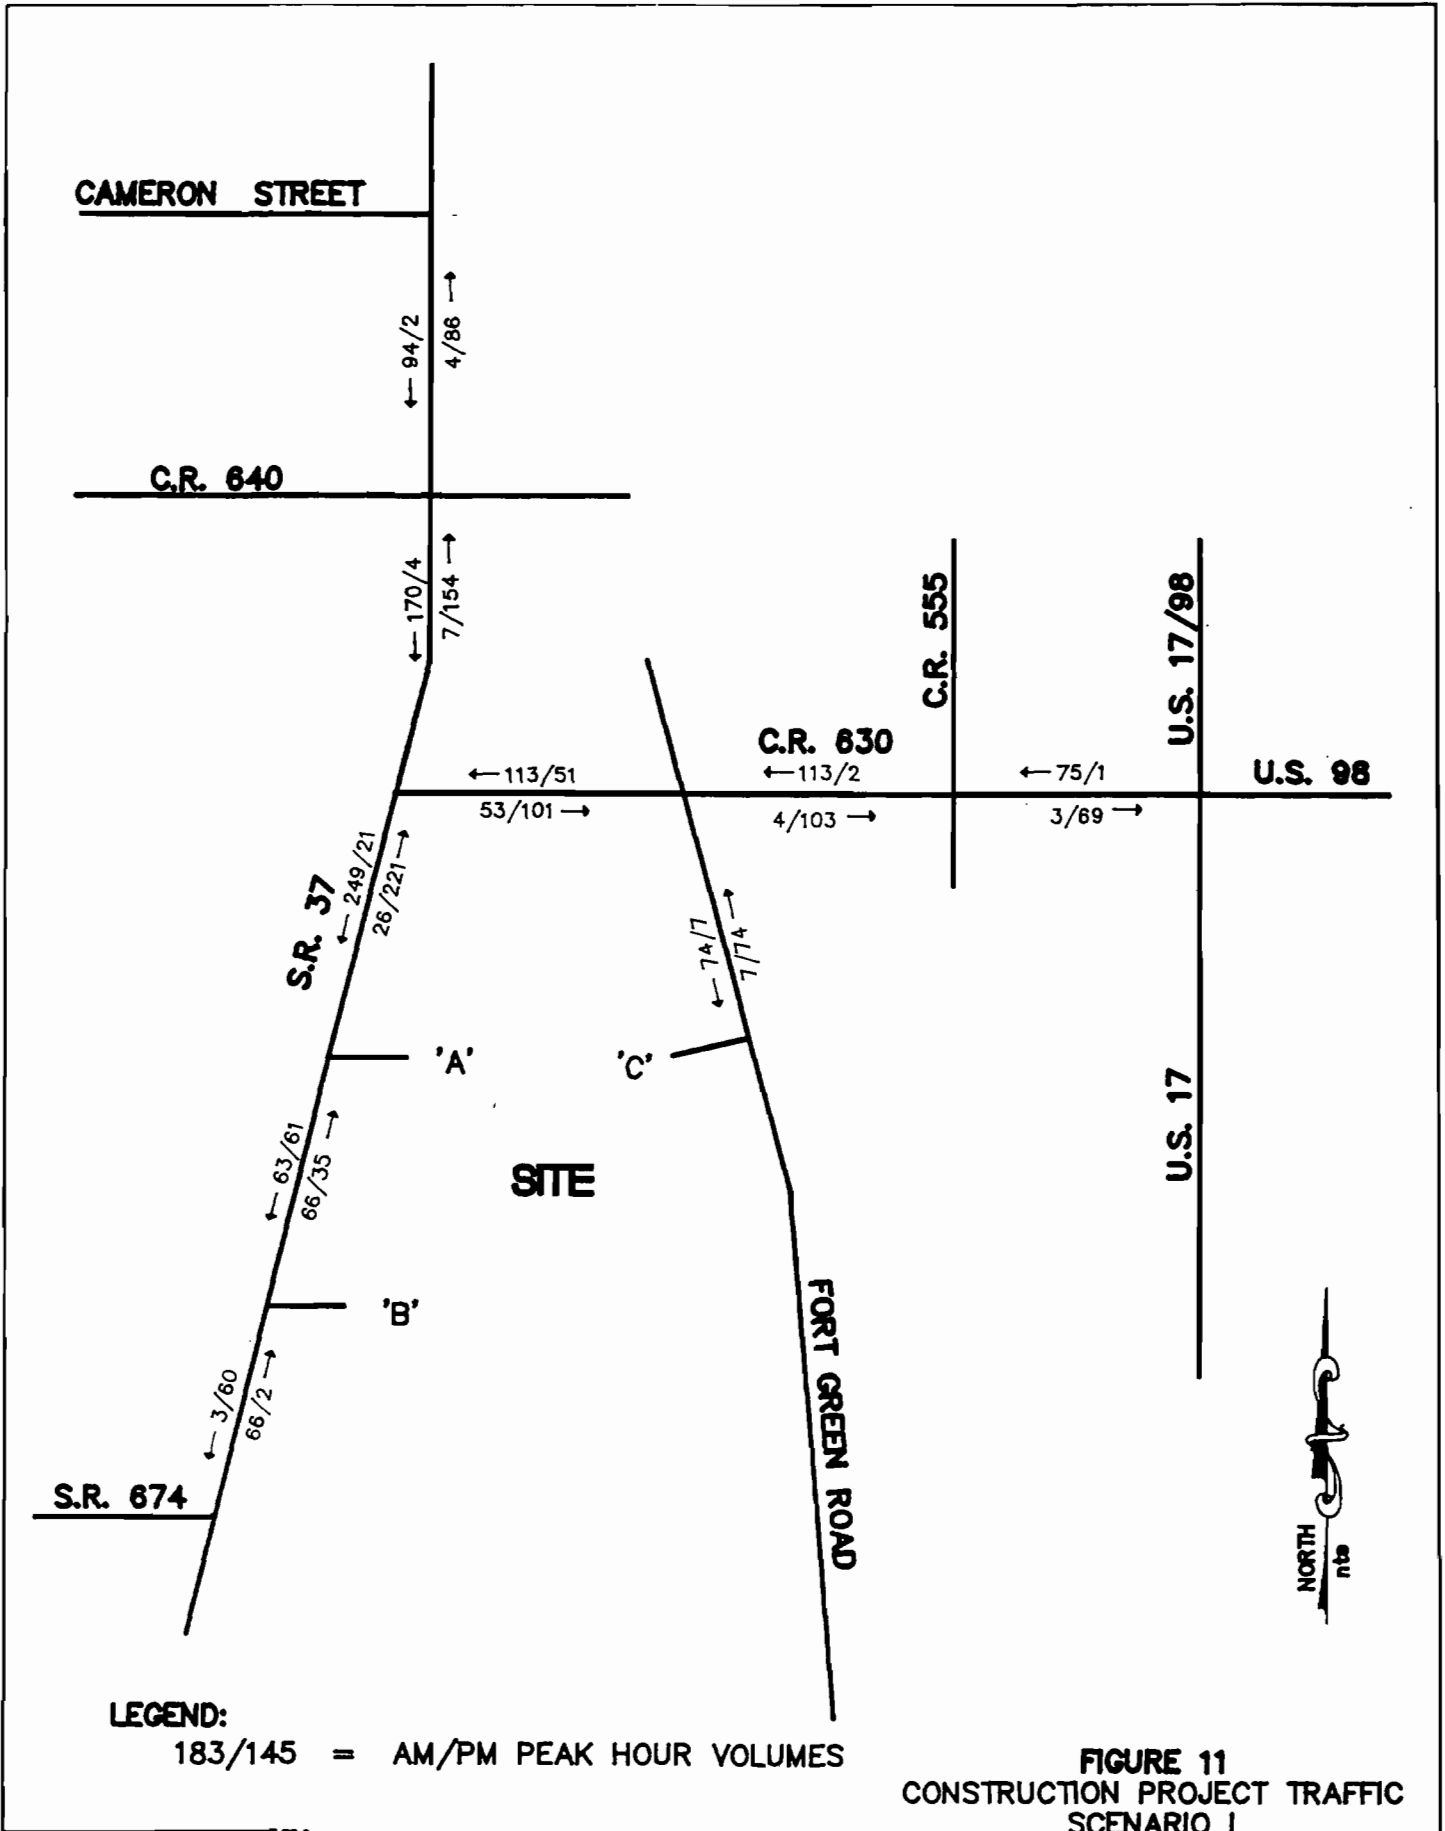 CAMERON STREET
← 94/2
4/86 →
C.R. 640
← 170/4
7/154 →
C.R. 555
U.S. 17/98
C.R. 630
← 113/51
← 113/2
← 75/1
U.S. 98
53/101 →
4/103 →
3/69 →
S.R. 37
← 249/21
26/221 →
← 74/7
7/74 →
'A'
'C'
U.S. 17
← 63/61
66/35 →
SITE
'B'
FORT GREEN ROAD
← 3/60
66/2 →
S.R. 674
NORTH
nts
LEGEND:
183/145 = AM/PM PEAK HOUR VOLUMES
FIGURE 11
CONSTRUCTION PROJECT TRAFFIC
SCENARIO I